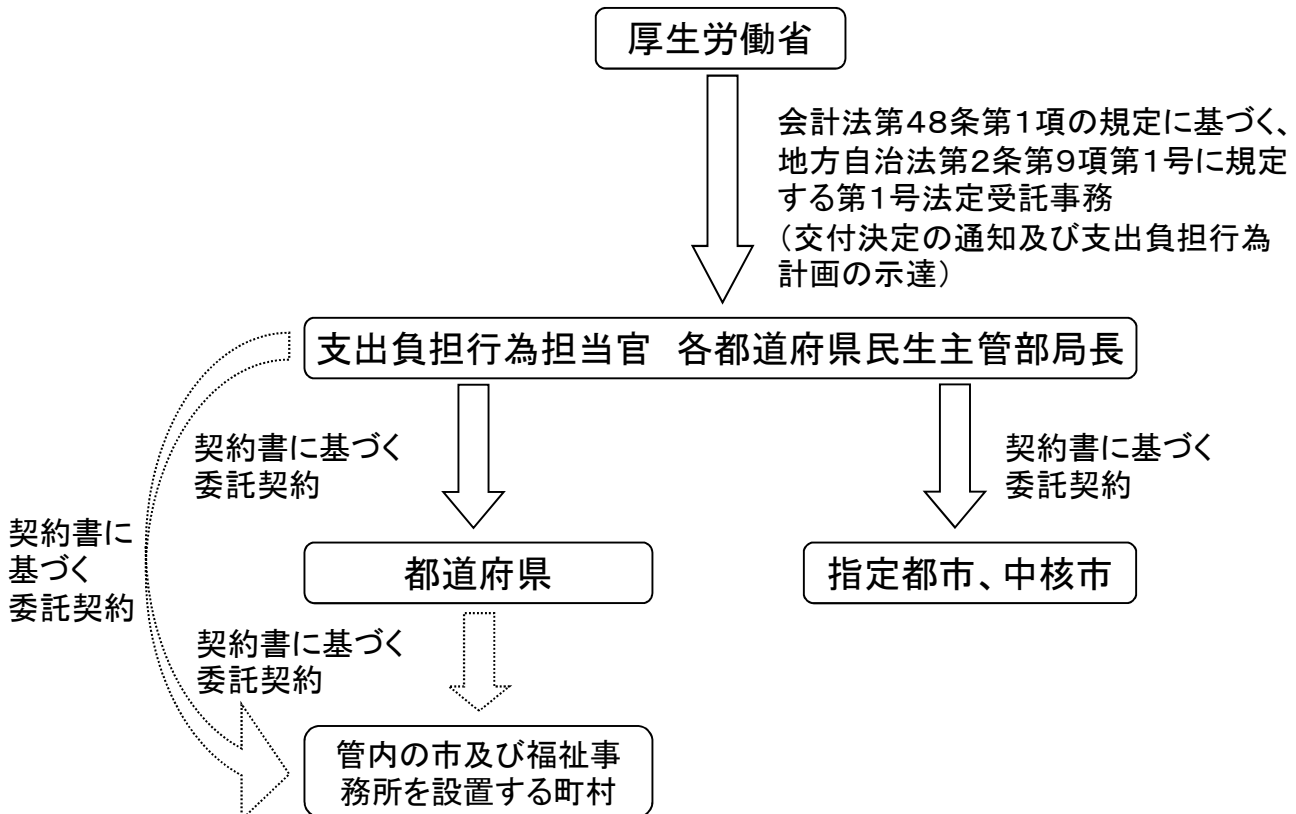 厚生労働省
会計法第48条第1項の規定に基づく、
地方自治法第2条第9項第1号に規定
する第1号法定受託事務
(交付決定の通知及び支出負担行為
計画の示達)
支出負担行為担当官 各都道府県民生主管部局長
契約書に基づく
委託契約
契約書に基づく
委託契約
契約書に
基づく
委託契約
都道府県
指定都市、中核市
契約書に基づく
委託契約
管内の市及び福祉事
務所を設置する町村